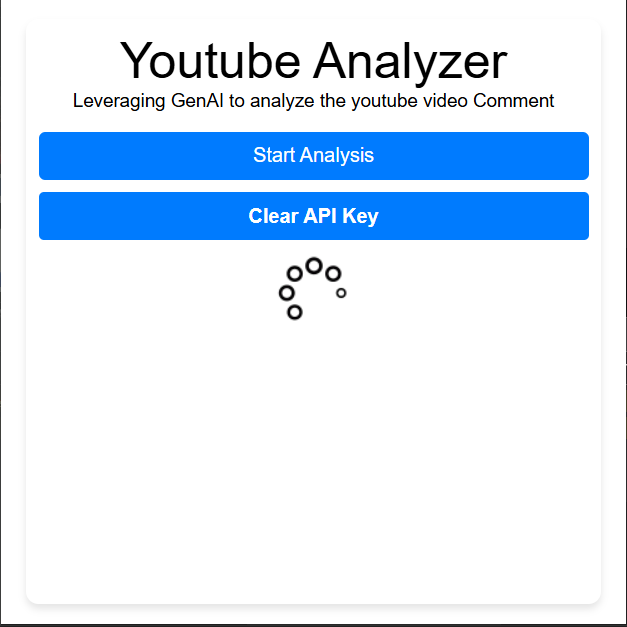 Youtube Analyzer
Leveraging GenAI to analyze the youtube video Comment
Start Analysis
Clear API Key